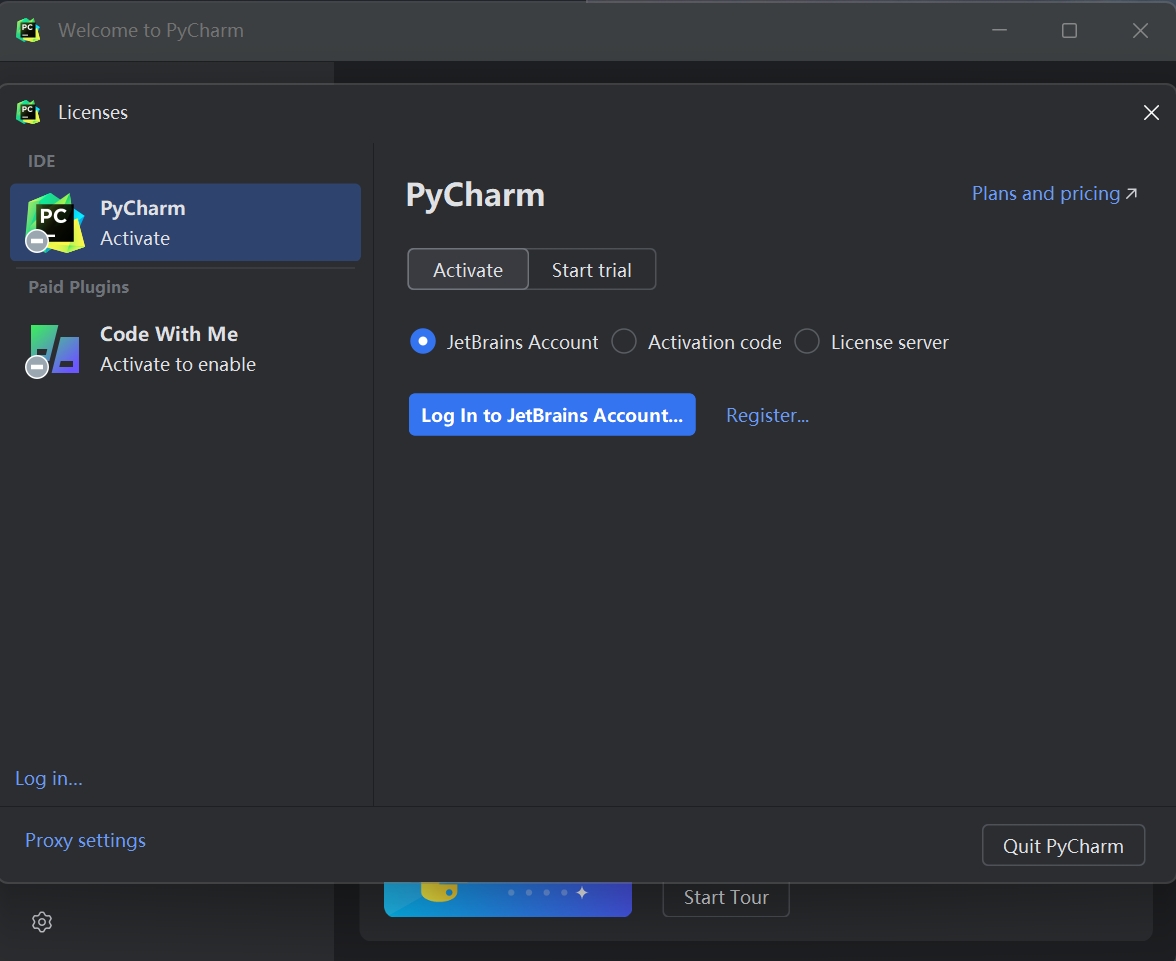 PC
Welcome to PyCharm
PC
Licenses
IDE
PC
PyCharm
Activate
Paid Plugins
Code With Me
Activate to enable
Log in...
PyCharm
Plans and pricing ↗
Activate
Start trial
JetBrains Account
Activation code
License server
Log In to JetBrains Account...
Register...
Proxy settings
Quit PyCharm
Start Tour